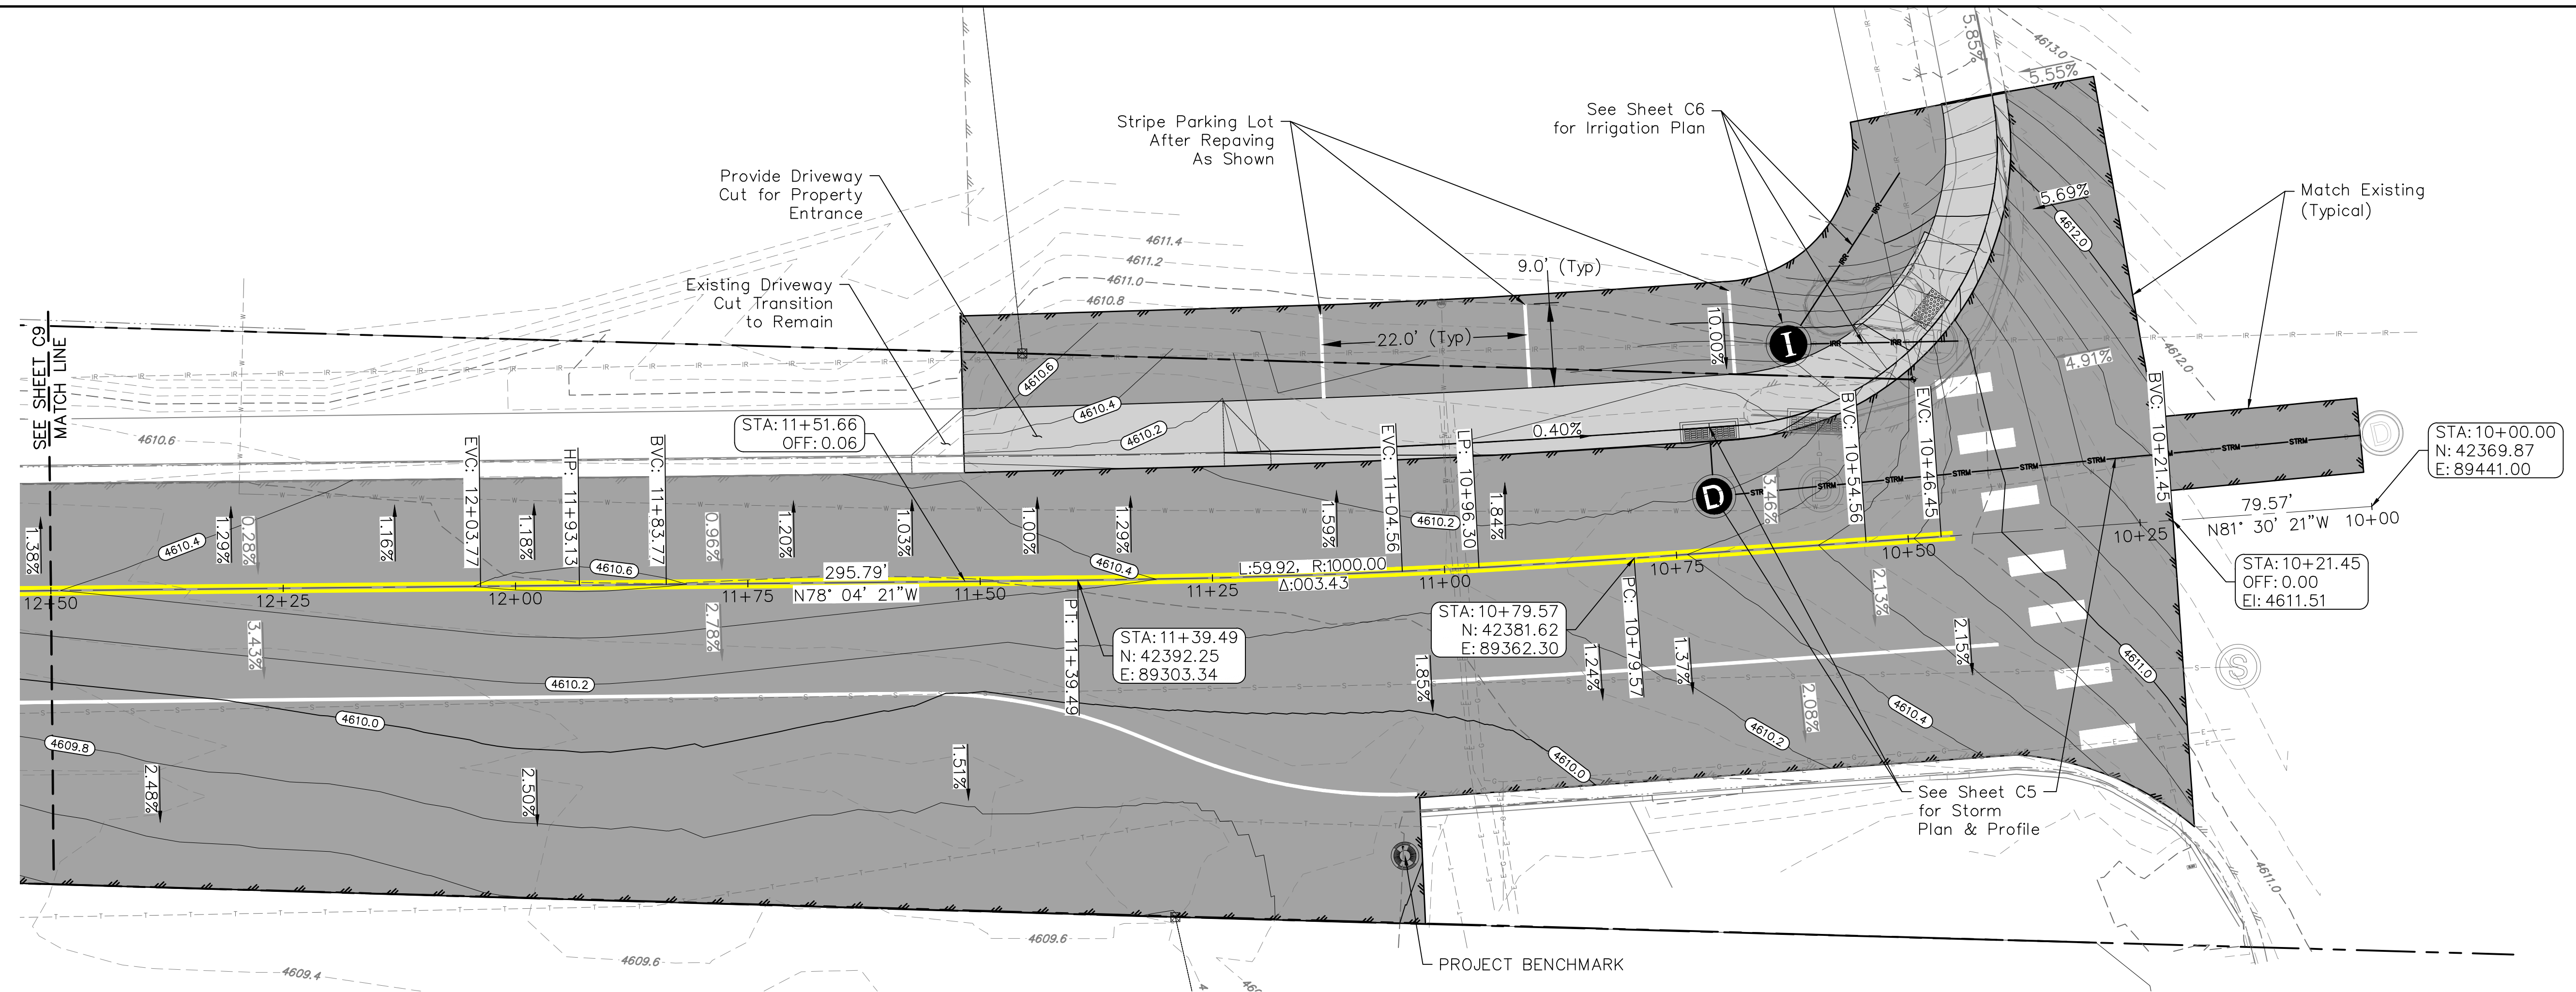 5.85%
4613.0
5.55%
Stripe Parking Lot
After Repaving
As Shown
See Sheet C6
for Irrigation Plan
Provide Driveway
Cut for Property
Entrance
Match Existing
(Typical)
5.69%
4612.0
4611.4
4611.2
4611.0
4610.8
Existing Driveway
Cut Transition
to Remain
9.0' (Typ)
22.0' (Typ)
10.00%
I
IRR
IRR
IRR
IRR
4.91%
4612.0
SEE SHEET C9
MATCH LINE
4610.6
4610.6
4610.4
4610.2
0.40%
STA: 11+51.66
OFF: 0.06
EVC: 12+03.77
HP: 11+93.13
BVC: 11+83.77
EVC: 11+04.56
LP: 10+96.30
BVC: 10+54.56
EVC: 10+46.45
BVC: 10+21.45
D
STRM
STRM
STRM
STRM
STRM
STRM
STRM
D
D
STA: 10+00.00
N: 42369.87
E: 89441.00
79.57'
N81° 30' 21"W
10+00
STA: 10+21.45
OFF: 0.00
El: 4611.51
1.38%
1.29%
0.28%
1.16%
1.18%
0.96%
1.20%
1.03%
1.00%
1.29%
1.59%
1.84%
3.46%
4610.4
4610.6
4610.4
4610.2
295.79'
N78° 04' 21"W
L:59.92, R:1000.00
Δ:003.43
12+50
12+25
12+00
11+75
11+50
11+25
11+00
10+75
10+50
10+25
3.43%
2.78%
PT: 11+39.49
STA: 11+39.49
N: 42392.25
E: 89303.34
STA: 10+79.57
N: 42381.62
E: 89362.30
PC: 10+79.57
1.85%
1.24%
1.37%
2.13%
2.15%
2.08%
4611.0
S
4610.2
4610.0
4609.8
4610.4
4610.2
4610.0
2.48%
2.50%
1.51%
See Sheet C5
for Storm
Plan & Profile
4611.0
PROJECT BENCHMARK
4609.6
4609.6
4609.4